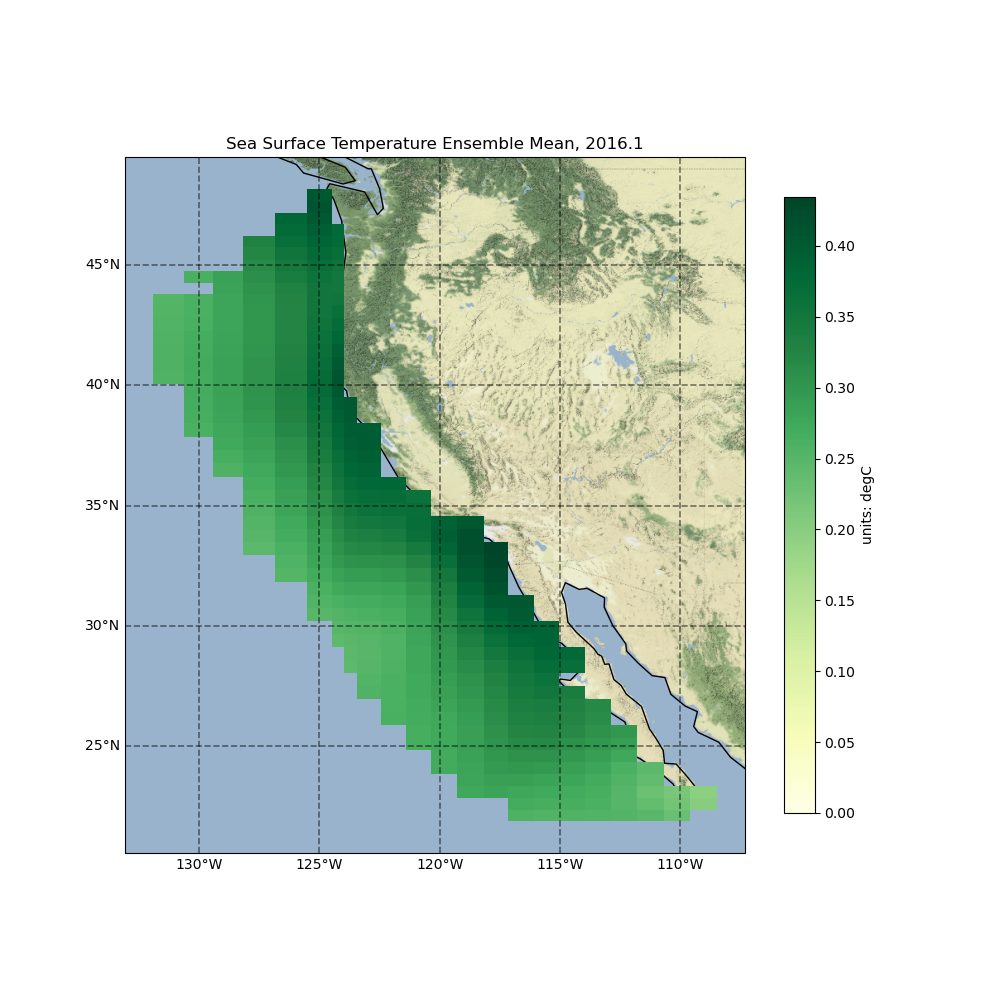 Sea Surface Temperature Ensemble Mean, 2016.1
45°N
40°N
35°N
30°N
25°N
130°W
125°W
120°W
115°W
110°W
0.40
0.35
0.30
0.25
0.20
0.15
0.10
0.05
0.00
units: degC